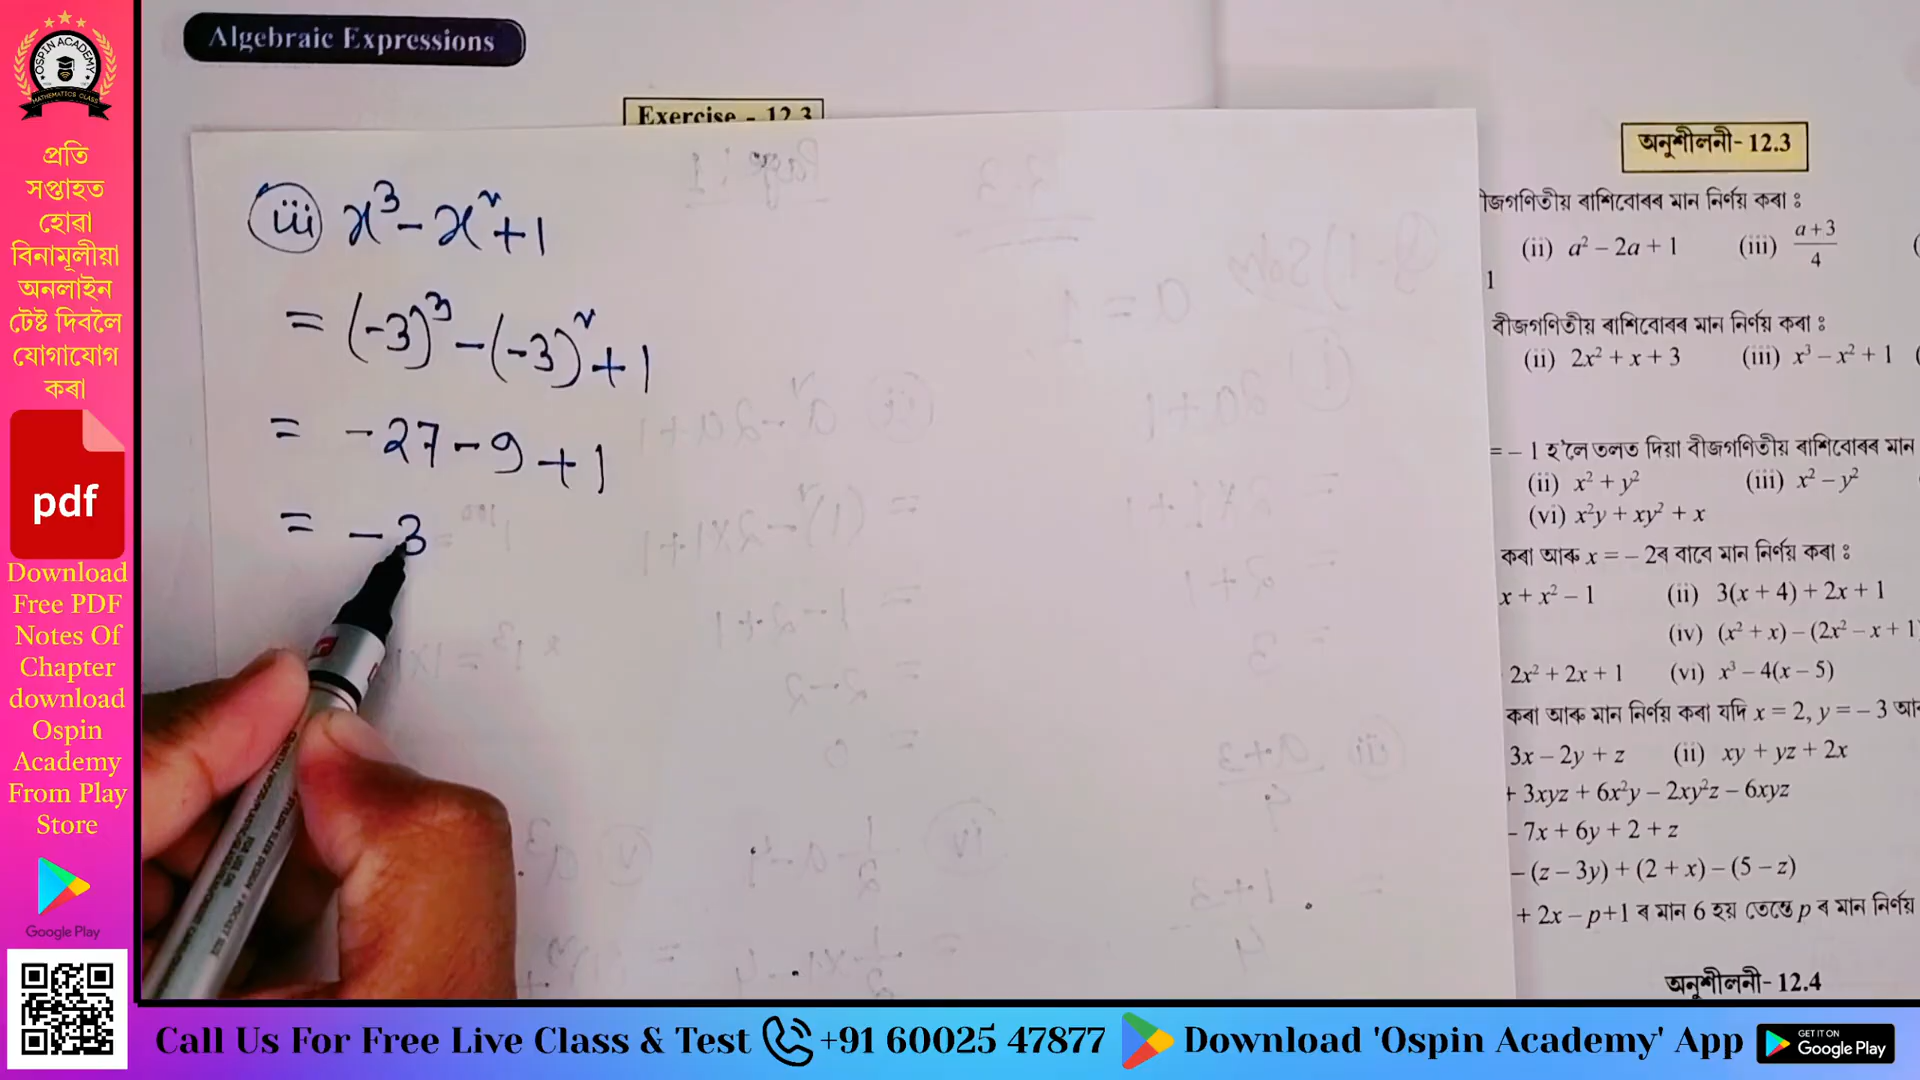 OSPIN ACADEMY
MATHEMATICS CLASS
প্ৰতি
সপ্তাহত
হোৱা
বিনামূলীয়া
অনলাইন
টেষ্ট দিবলৈ
যোগাযোগ
কৰা
pdf
Download
Free PDF
Notes Of
Chapter
download
Ospin
Academy
From Play
Store
Google Play
Algebraic Expressions
Exercise - 12.3
(iii) x³ - x² + 1
= (-3)³ - (-3)² + 1
= -27 - 9 + 1
= -3
অনুশীলনী- 12.3
বীজগণিতীয় ৰাশিবোৰৰ মান নিৰ্ণয় কৰা ঃ
(ii) a² – 2a + 1 (iii) (a + 3)/4
1
বীজগণিতীয় ৰাশিবোৰৰ মান নিৰ্ণয় কৰা ঃ
(ii) 2x² + x + 3 (iii) x³ – x² + 1
= – 1 হ'লে তলত দিয়া বীজগণিতীয় ৰাশিবোৰৰ মান
(ii) x² + y² (iii) x² – y²
(vi) x²y + xy² + x
কৰা আৰু x = – 2ৰ বাবে মান নিৰ্ণয় কৰা ঃ
x + x² – 1 (ii) 3(x + 4) + 2x + 1
(iv) (x² + x) – (2x² – x + 1)
2x² + 2x + 1 (vi) x³ – 4(x – 5)
কৰা আৰু মান নিৰ্ণয় কৰা যদি x = 2, y = – 3 আৰু
3x – 2y + z (ii) xy + yz + 2x
+ 3xyz + 6x²y – 2xy²z – 6xyz
- 7x + 6y + 2 + z
– (z – 3y) + (2 + x) – (5 – z)
+ 2x – p+1 ৰ মান 6 হয় তেন্তে p ৰ মান নিৰ্ণয়
অনুশীলনী- 12.4
Call Us For Free Live Class & Test +91 60025 47877 Download 'Ospin Academy' App GET IT ON Google Play